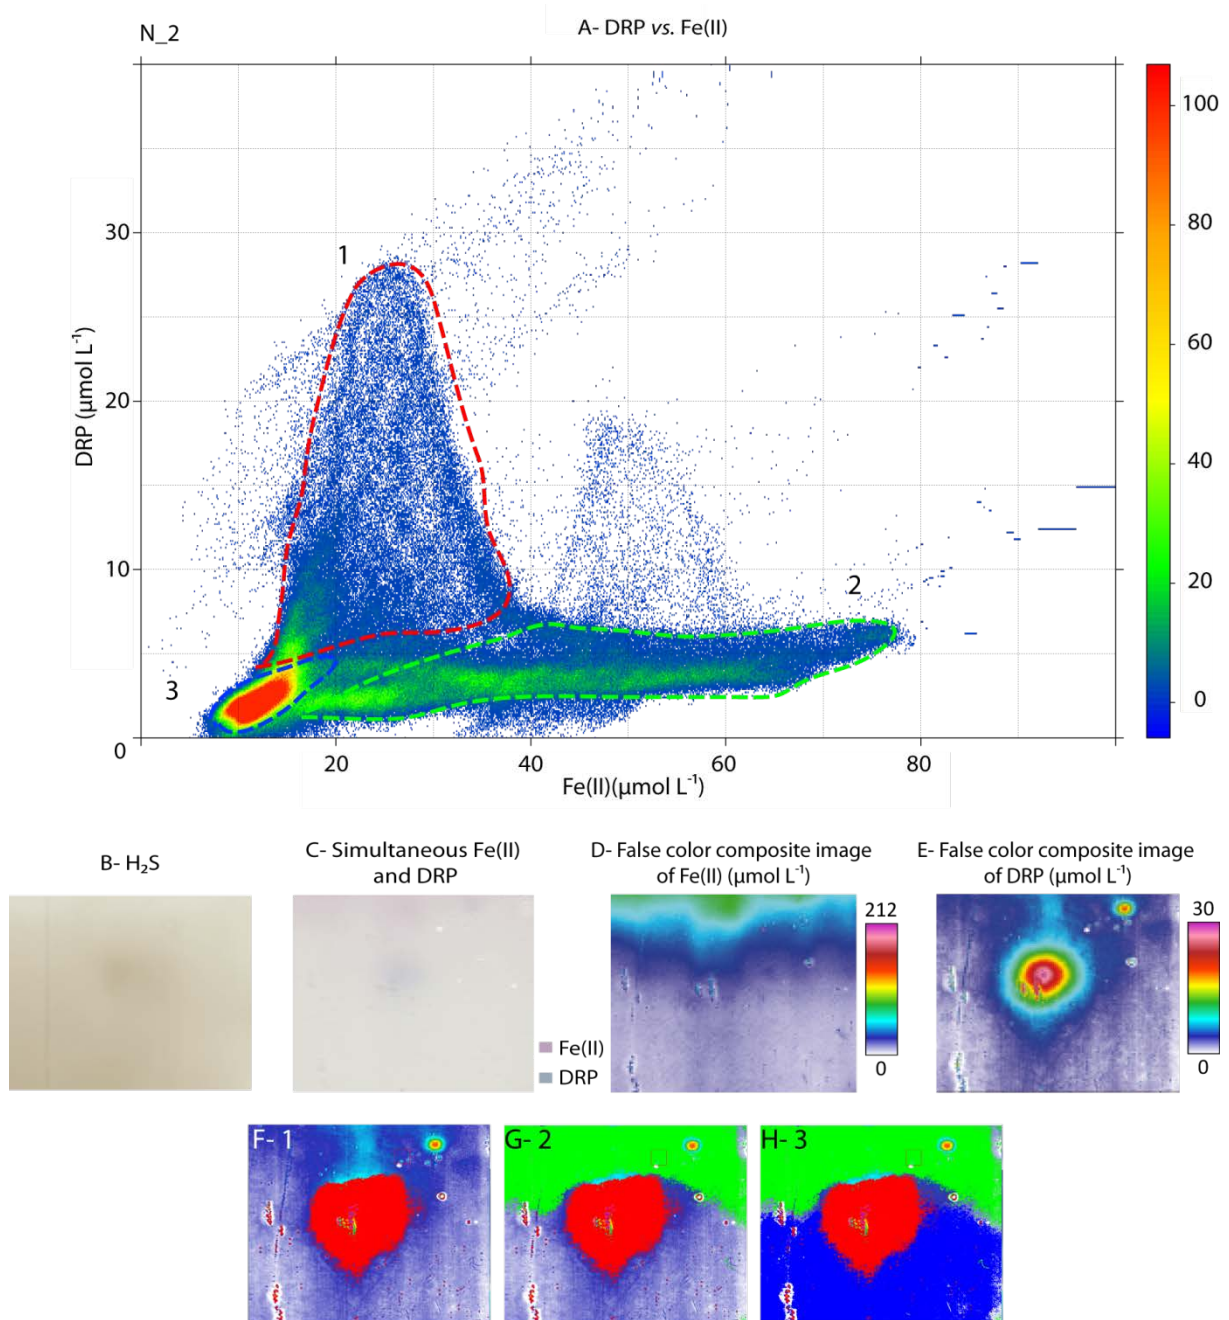 N_2
A- DRP vs. Fe(II)
100
80
60
40
20
0
30
20
10
0
DRP (µmol L⁻¹)
1
2
3
20
40
60
80
Fe(II)(µmol L⁻¹)
B- H₂S
C- Simultaneous Fe(II)
and DRP
D- False color composite image
of Fe(II) (µmol L⁻¹)
E- False color composite image
of DRP (µmol L⁻¹)
Fe(II)
DRP
212
0
30
0
F- 1
G- 2
H- 3